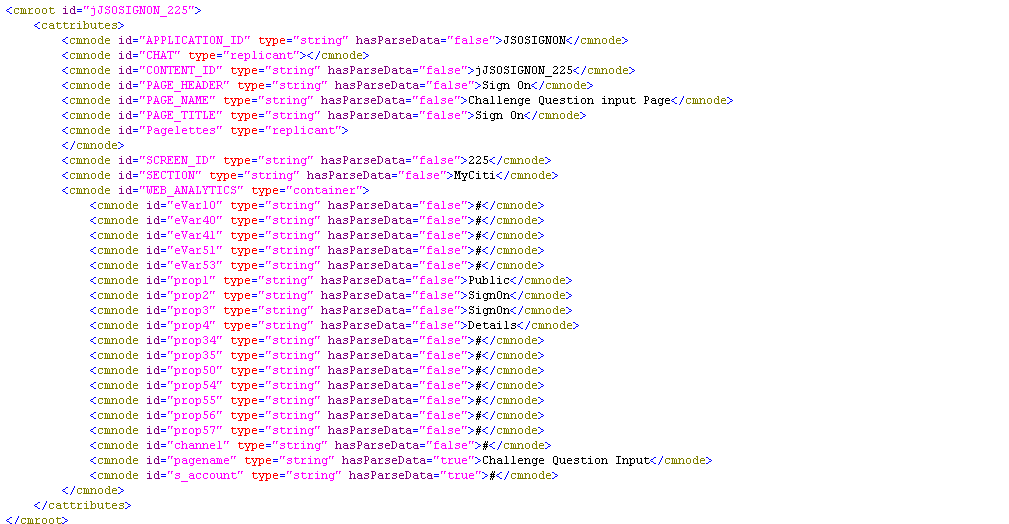 <cmroot id="jJSOSIGNON_225">
<cattributes>
<cmnode id="APPLICATION_ID" type="string" hasParseData="false">JSOSIGNON</cmnode>
<cmnode id="CHAT" type="replicant"></cmnode>
<cmnode id="CONTENT_ID" type="string" hasParseData="false">jJSOSIGNON_225</cmnode>
<cmnode id="PAGE_HEADER" type="string" hasParseData="false">Sign On</cmnode>
<cmnode id="PAGE_NAME" type="string" hasParseData="false">Challenge Question input Page</cmnode>
<cmnode id="PAGE_TITLE" type="string" hasParseData="false">Sign On</cmnode>
<cmnode id="Pagelettes" type="replicant">
</cmnode>
<cmnode id="SCREEN_ID" type="string" hasParseData="false">225</cmnode>
<cmnode id="SECTION" type="string" hasParseData="false">MyCiti</cmnode>
<cmnode id="WEB_ANALYTICS" type="container">
<cmnode id="eVar10" type="string" hasParseData="false">#</cmnode>
<cmnode id="eVar40" type="string" hasParseData="false">#</cmnode>
<cmnode id="eVar41" type="string" hasParseData="false">#</cmnode>
<cmnode id="eVar51" type="string" hasParseData="false">#</cmnode>
<cmnode id="eVar53" type="string" hasParseData="false">#</cmnode>
<cmnode id="prop1" type="string" hasParseData="false">Public</cmnode>
<cmnode id="prop2" type="string" hasParseData="false">SignOn</cmnode>
<cmnode id="prop3" type="string" hasParseData="false">SignOn</cmnode>
<cmnode id="prop4" type="string" hasParseData="false">Details</cmnode>
<cmnode id="prop34" type="string" hasParseData="false">#</cmnode>
<cmnode id="prop35" type="string" hasParseData="false">#</cmnode>
<cmnode id="prop50" type="string" hasParseData="false">#</cmnode>
<cmnode id="prop54" type="string" hasParseData="false">#</cmnode>
<cmnode id="prop55" type="string" hasParseData="false">#</cmnode>
<cmnode id="prop56" type="string" hasParseData="false">#</cmnode>
<cmnode id="prop57" type="string" hasParseData="false">#</cmnode>
<cmnode id="channel" type="string" hasParseData="false">#</cmnode>
<cmnode id="pagename" type="string" hasParseData="true">Challenge Question Input</cmnode>
<cmnode id="s_account" type="string" hasParseData="true">#</cmnode>
</cmnode>
</cattributes>
</cmroot>